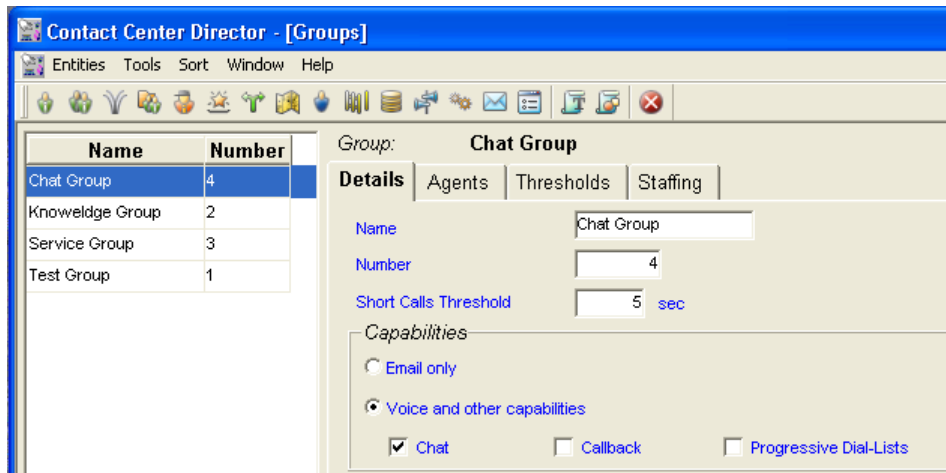 Contact Center Director - [Groups]
Entities Tools Sort Window Help
Name Number
Chat Group 4
Knoweldge Group 2
Service Group 3
Test Group 1
Group: Chat Group
Details Agents Thresholds Staffing
Name Chat Group
Number 4
Short Calls Threshold 5 sec
Capabilities
Email only
Voice and other capabilities
Chat Callback Progressive Dial-Lists